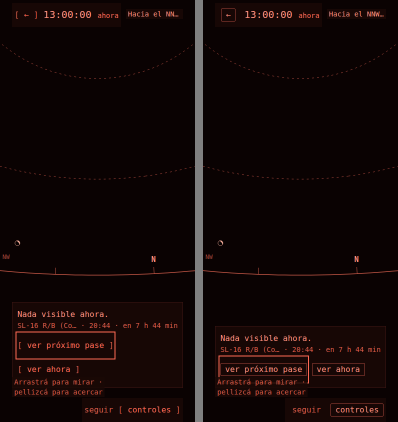 [ ← ] 13:00:00 ahora Hacia el NN…
NW
N
Nada visible ahora.
SL-16 R/B (Co… · 20:44 · en 7 h 44 min
[ ver próximo pase ]
[ ver ahora ]
Arrastrá para mirar ·
pellizcá para acercar
seguir [ controles ]
← 13:00:00 ahora Hacia el NNW…
NW
N
Nada visible ahora.
SL-16 R/B (Co… · 20:44 · en 7 h 44 min
ver próximo pase ver ahora
Arrastrá para mirar ·
pellizcá para acercar
seguir controles